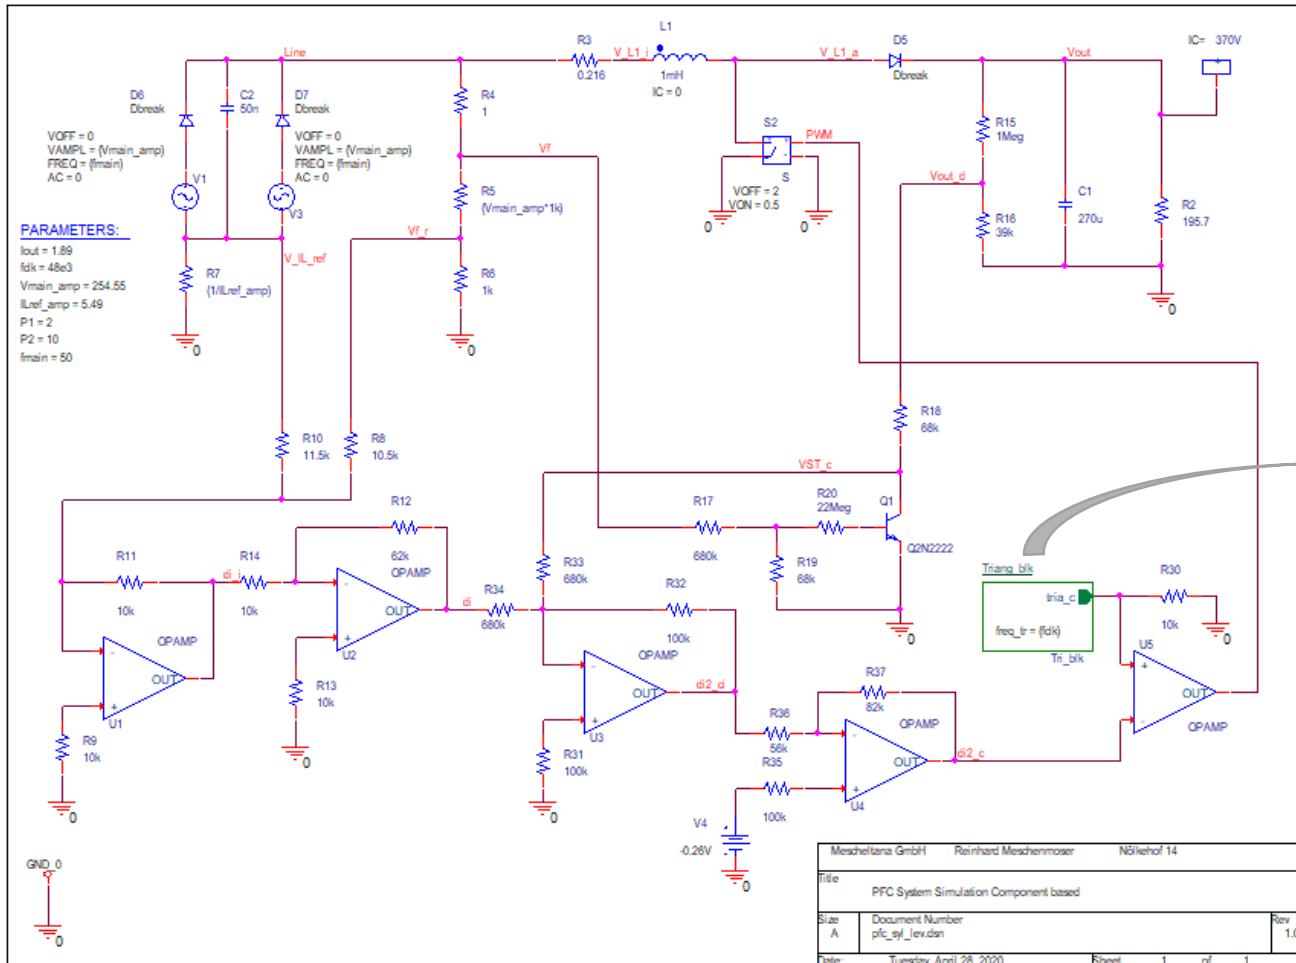 Line
R3
0.216
V_L1_i
L1
1mH
IC = 0
V_L1_a
D5
Dbreak
Vout
IC= 370V
+
D6
Dbreak
C2
50n
D7
Dbreak
R4
1
VOFF = 0
VAMPL = {Vmain_amp}
FREQ = {fmain}
AC = 0
V1
VOFF = 0
VAMPL = {Vmain_amp}
FREQ = {fmain}
AC = 0
V3
Vf
R5
{Vmain_amp*1k}
S2
PWM
S
VOFF = 2
VON = 0.5
0
0
R15
1Meg
Vout_d
R16
39k
C1
270u
R2
195.7
0
PARAMETERS:
Iout = 1.89
fdk = 48e3
Vmain_amp = 254.55
ILref_amp = 5.49
P1 = 2
P2 = 10
fmain = 50
V_IL_ref
Vf_r
R7
{1/ILref_amp}
0
R6
1k
0
R10
11.5k
R8
10.5k
R18
68k
VST_c
R12
62k
R17
680k
R20
22Meg
Q1
Q2N2222
R19
68k
0
R11
10k
di_i
R14
10k
OPAMP
-
+
OUT
U2
di
R34
680k
R33
680k
R32
100k
Triang_blk
tria_c
freq_tr = {fdk}
Tri_blk
R30
10k
0
OPAMP
-
+
OUT
U1
R9
10k
0
R13
10k
0
OPAMP
-
+
OUT
U3
di2_ci
R31
100k
0
R36
56k
R35
100k
R37
82k
OPAMP
-
+
OUT
U4
di2_c
U5
+
-
OUT
OPAMP
V4
-0.26V
0
GND_0
0
Mescheltana GmbH Reinhard Meschenmoser Nölkehof 14
Title
PFC System Simulation Component based
Size Document Number Rev
A pfc_syl_lev.dsn 1.0
Date: Tuesday, April 28, 2020 Sheet 1 of 1